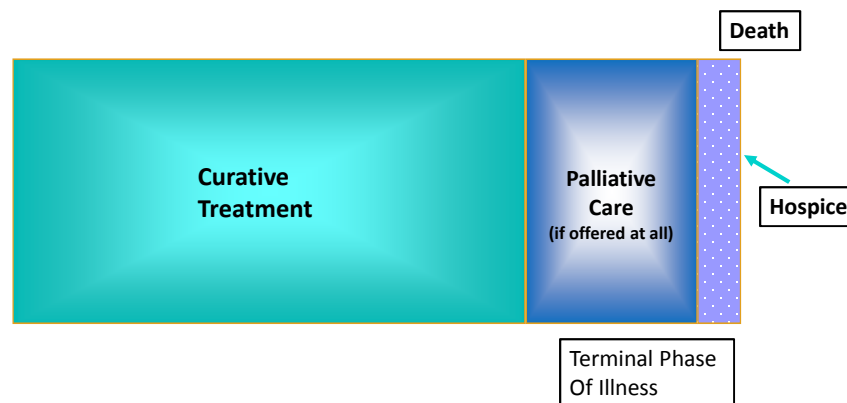 Death
Curative
Treatment
Palliative
Care
(if offered at all)
Hospice
Terminal Phase
Of Illness